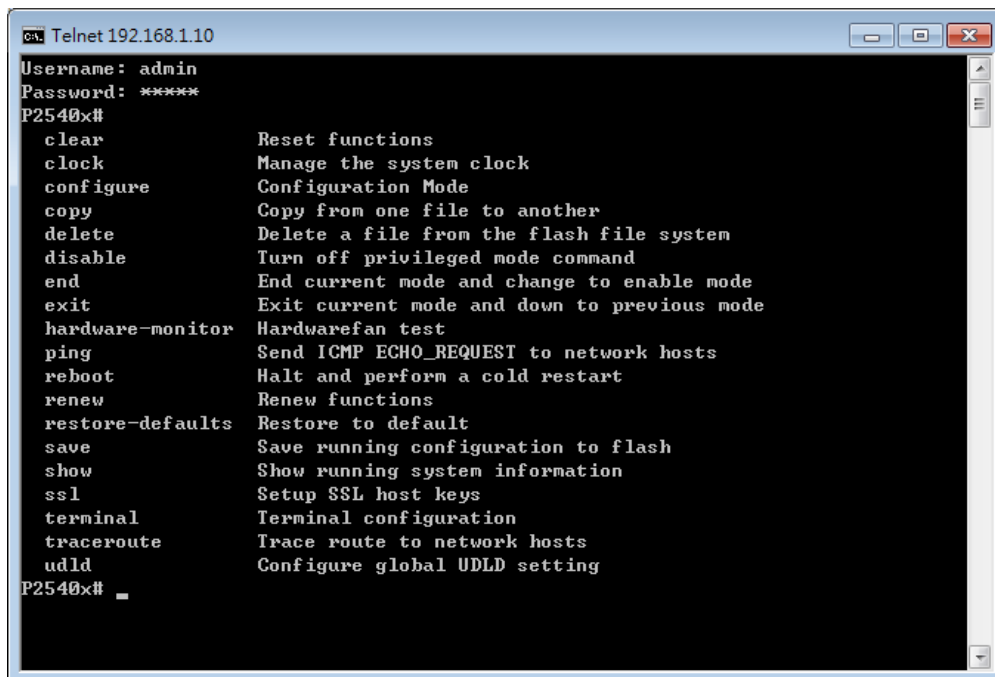 Telnet 192.168.1.10
Username: admin
Password: *****
P2540x#
clear Reset functions
clock Manage the system clock
configure Configuration Mode
copy Copy from one file to another
delete Delete a file from the flash file system
disable Turn off privileged mode command
end End current mode and change to enable mode
exit Exit current mode and down to previous mode
hardware-monitor Hardwarefan test
ping Send ICMP ECHO_REQUEST to network hosts
reboot Halt and perform a cold restart
renew Renew functions
restore-defaults Restore to default
save Save running configuration to flash
show Show running system information
ssl Setup SSL host keys
terminal Terminal configuration
traceroute Trace route to network hosts
udld Configure global UDLD setting
P2540x# _